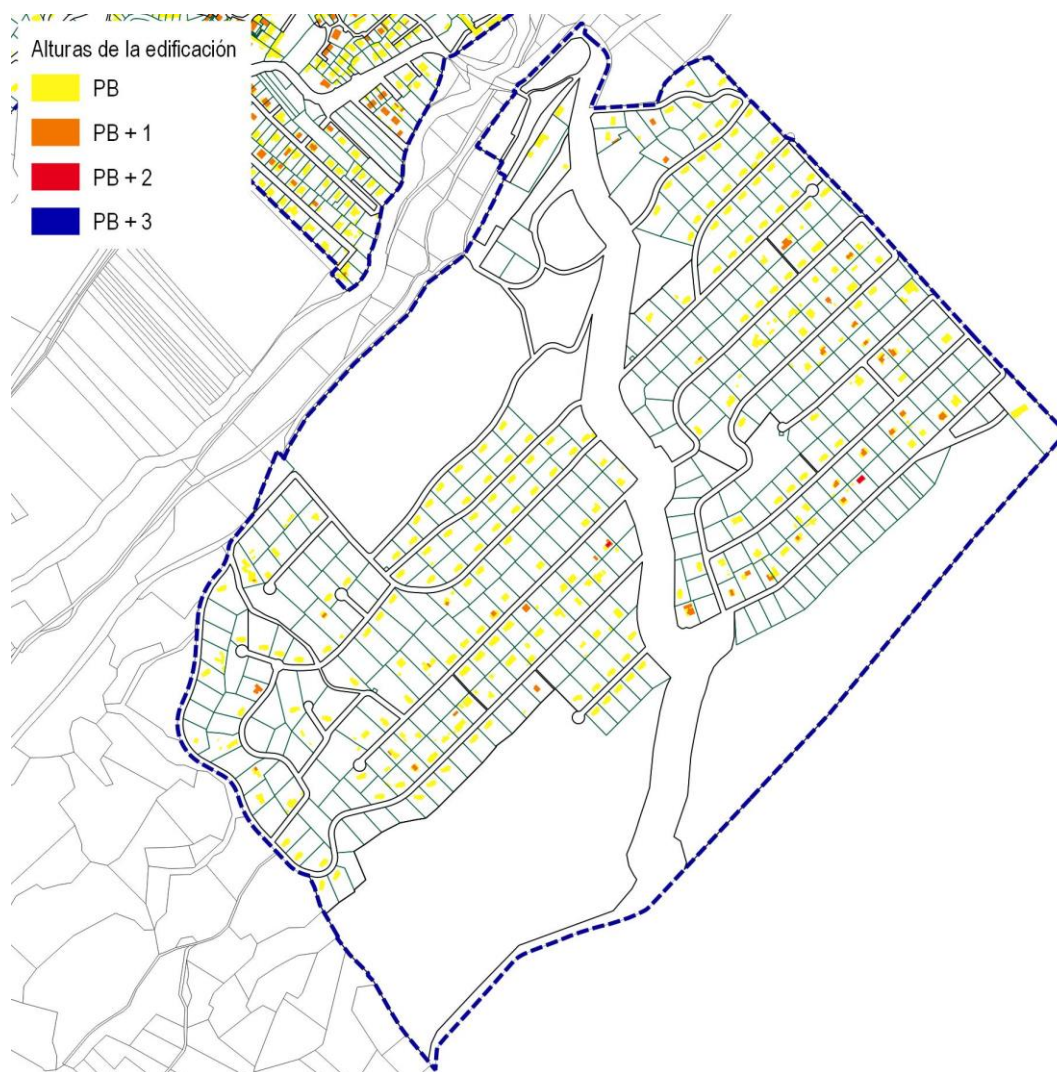 Alturas de la edificación
PB
PB + 1
PB + 2
PB + 3